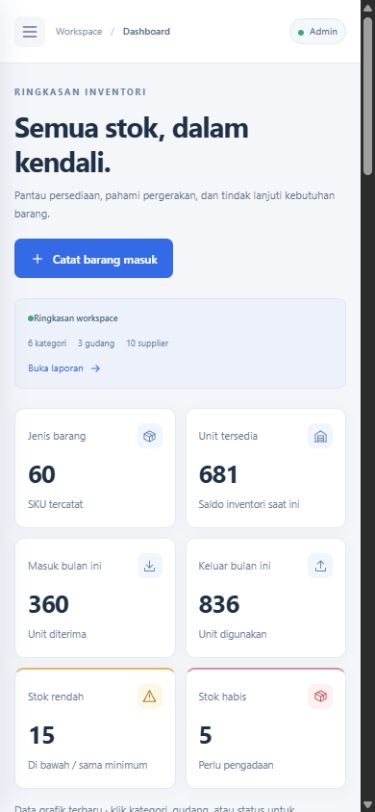 Workspace / Dashboard
Admin
RINGKASAN INVENTORI
Semua stok, dalam
kendali.
Pantau persediaan, pahami pergerakan, dan tindak lanjuti kebutuhan
barang.
+ Catat barang masuk
Ringkasan workspace
6 kategori 3 gudang 10 supplier
Buka laporan →
Jenis barang
60
SKU tercatat
Unit tersedia
681
Saldo inventori saat ini
Masuk bulan ini
360
Unit diterima
Keluar bulan ini
836
Unit digunakan
Stok rendah
15
Di bawah / sama minimum
Stok habis
5
Perlu pengadaan
Data grafik terbaru · klik kategori, gudang, atau status untuk